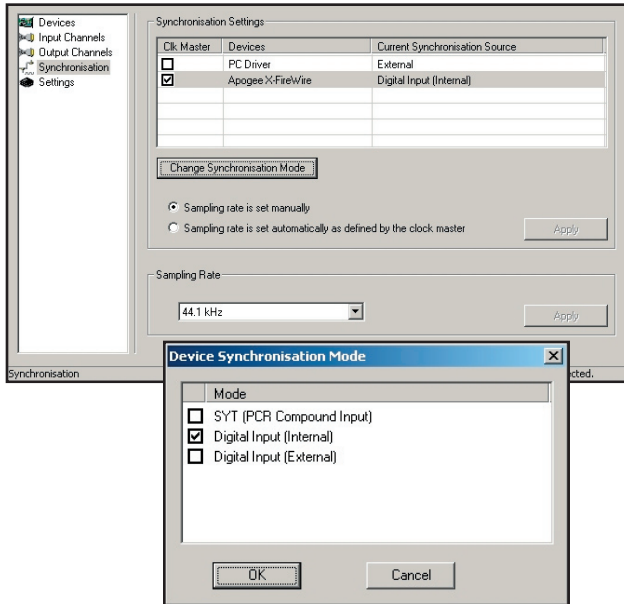 Devices
Input Channels
Output Channels
Synchronisation
Settings
Synchronisation Settings
Clk Master Devices Current Synchronisation Source
PC Driver External
Apogee X-FireWire Digital Input (Internal)
Change Synchronisation Mode
Sampling rate is set manually
Sampling rate is set automatically as defined by the clock master
Apply
Sampling Rate
44.1 kHz
Apply
Synchronisation
Device Synchronisation Mode
Mode
SYT (PCR Compound Input)
Digital Input (Internal)
Digital Input (External)
OK Cancel